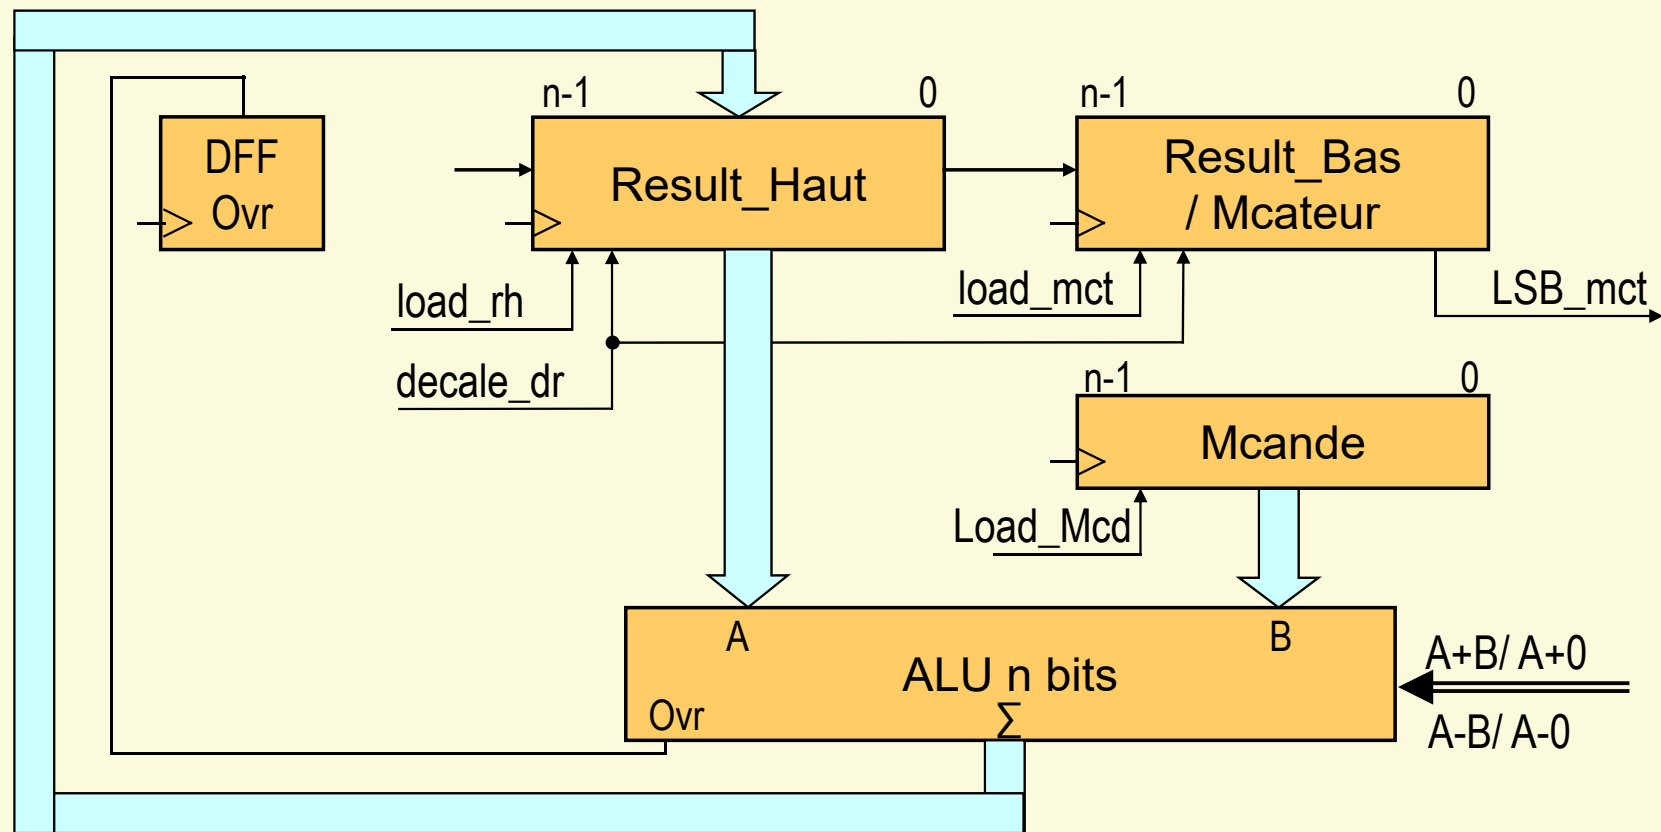 n-1
0
n-1
0
DFF
Ovr
Result_Haut
Result_Bas
/ Mcateur
load_rh
load_mct
LSB_mct
decale_dr
n-1
0
Mcande
Load_Mcd
A
B
ALU n bits
Ovr
Σ
A+B/ A+0
A-B/ A-0